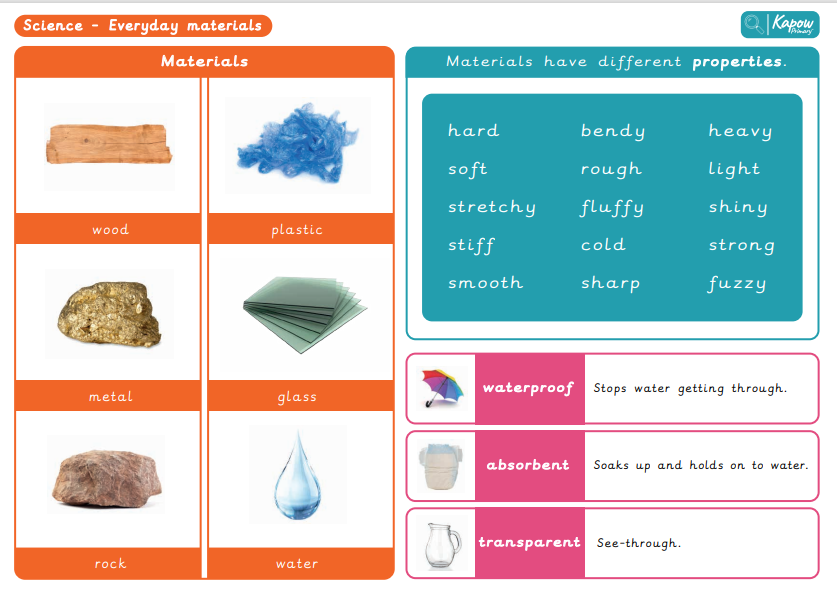 Science - Everyday materials
Kapow
Primary
Materials
wood
plastic
metal
glass
rock
water
Materials have different properties.
hard bendy heavy
soft rough light
stretchy fluffy shiny
stiff cold strong
smooth sharp fuzzy
waterproof Stops water getting through.
absorbent Soaks up and holds on to water.
transparent See-through.